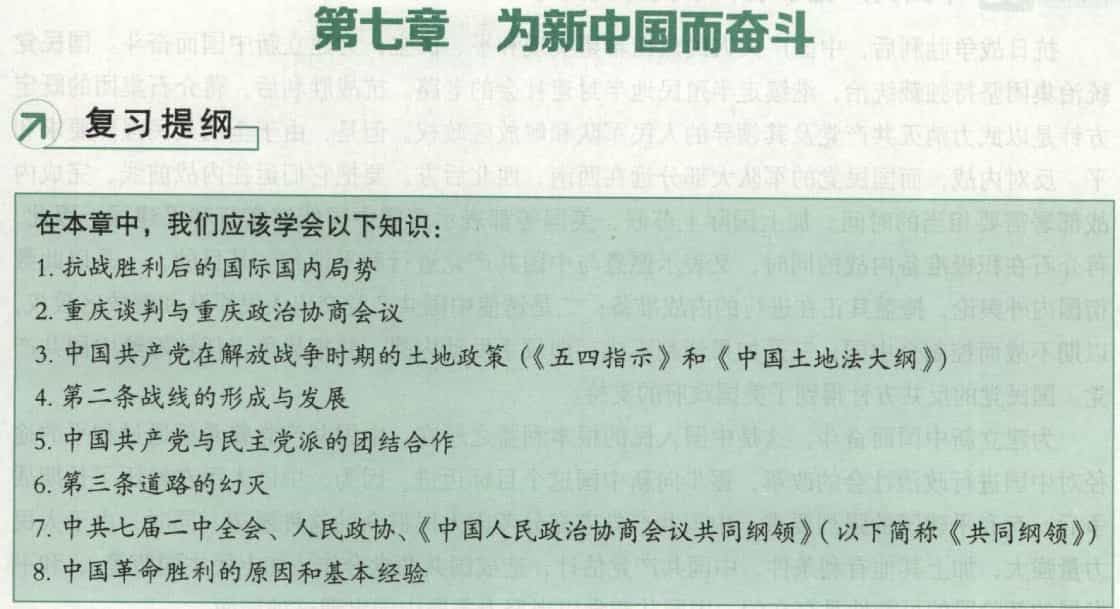 第七章 为新中国而奋斗
复习提纲
在本章中，我们应该学会以下知识：
1. 抗战胜利后的国际国内局势
2. 重庆谈判与重庆政治协商会议
3. 中国共产党在解放战争时期的土地政策（《五四指示》和《中国土地法大纲》）
4. 第二条战线的形成与发展
5. 中国共产党与民主党派的团结合作
6. 第三条道路的幻灭
7. 中共七届二中全会、人民政协、《中国人民政治协商会议共同纲领》（以下简称《共同纲领》）
8. 中国革命胜利的原因和基本经验